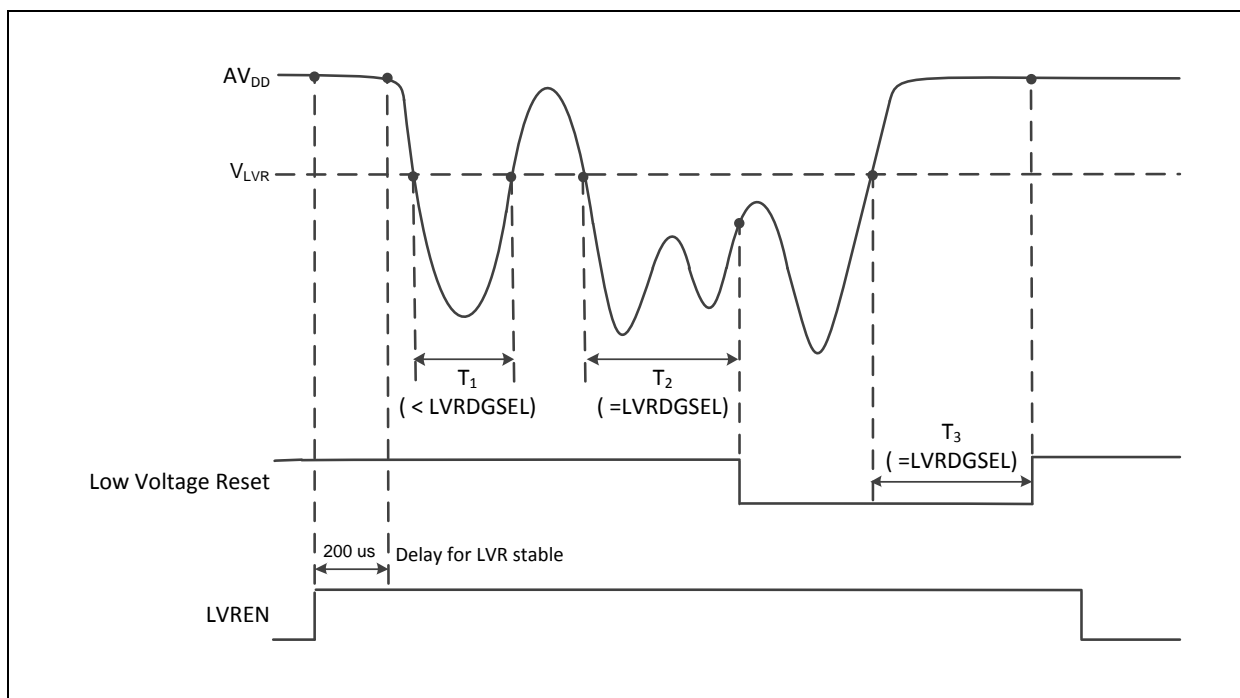 AVDD
VLVR
T1
( < LVRDGSEL)
T2
( =LVRDGSEL)
T3
( =LVRDGSEL)
Low Voltage Reset
200 us
Delay for LVR stable
LVREN